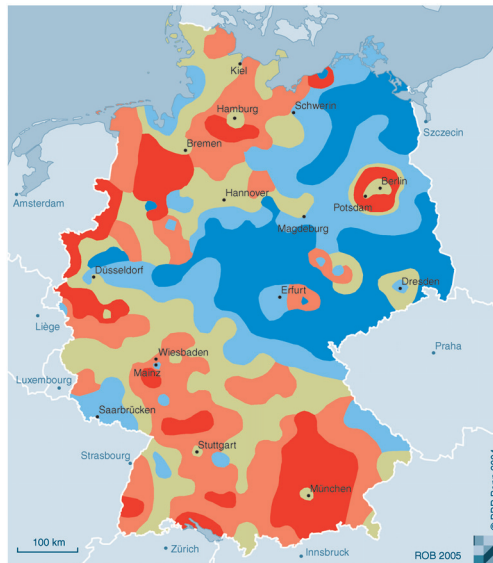 Kiel
Hamburg
Schwerin
Szczecin
Bremen
Berlin
Amsterdam
Hannover
Potsdam
Magdeburg
Düsseldorf
Erfurt
Dresden
Liège
Praha
Wiesbaden
Luxembourg
Mainz
Saarbrücken
Stuttgart
Strasbourg
München
100 km
Zürich
Innsbruck
ROB 2005